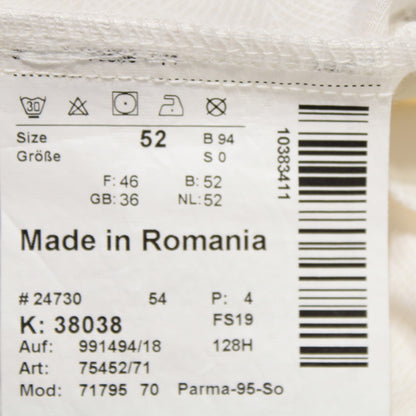 30
Size 52 B 94
Größe S 0
F: 46 B: 52
GB: 36 NL: 52
10383411
Made in Romania
# 24730 54 P: 4
K: 38038 FS19
Auf: 991494/18 128H
Art: 75452/71
Mod: 71795 70 Parma-95-So